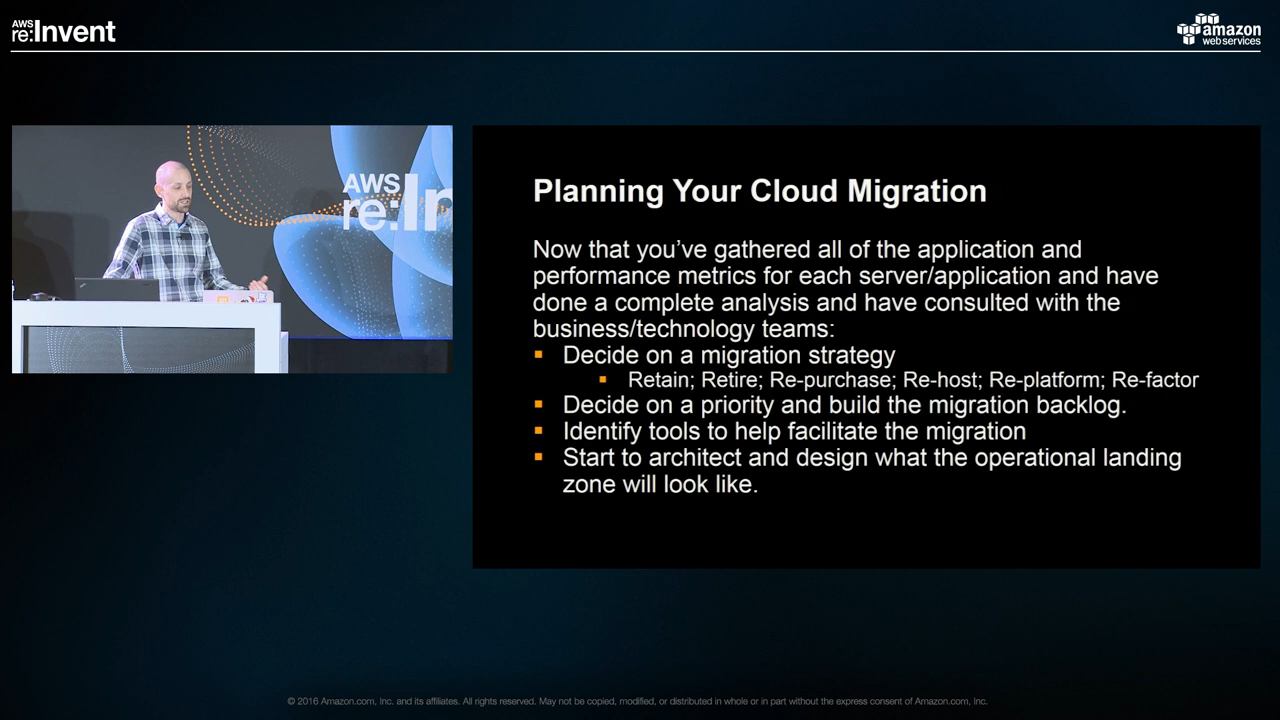 AWS
re:Invent
amazon
web services
AWS
re:In
Planning Your Cloud Migration
Now that you’ve gathered all of the application and
performance metrics for each server/application and have
done a complete analysis and have consulted with the
business/technology teams:
▪ Decide on a migration strategy
▪ Retain; Retire; Re-purchase; Re-host; Re-platform; Re-factor
▪ Decide on a priority and build the migration backlog.
▪ Identify tools to help facilitate the migration
▪ Start to architect and design what the operational landing
zone will look like.
© 2016 Amazon.com, Inc. and its affiliates. All rights reserved. May not be copied, modified, or distributed in whole or in part without the express consent of Amazon.com, Inc.